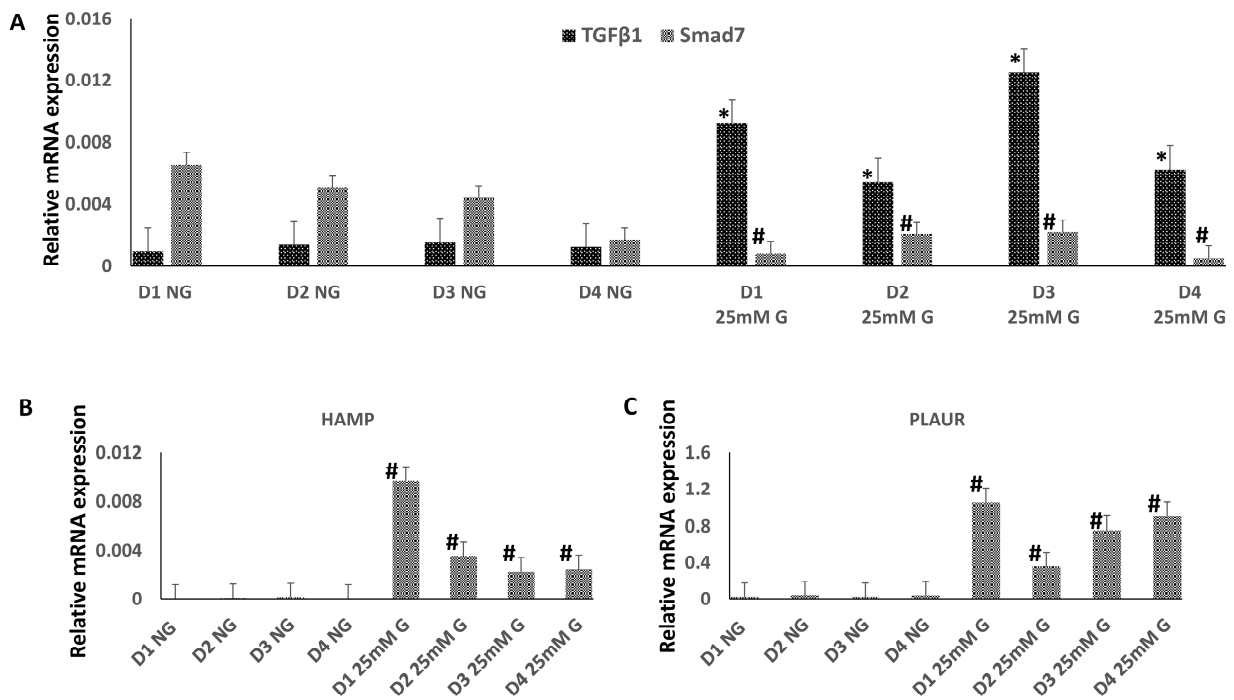 A
Relative mRNA expression
0.016
0.012
0.008
0.004
0
TGFβ1 Smad7
* * * *
# # # #
D1 NG D2 NG D3 NG D4 NG D1 D2 D3 D4
25mM G 25mM G 25mM G 25mM G
B
HAMP
Relative mRNA expression
0.012
0.008
0.004
0
# # # #
D1 NG D2 NG D3 NG D4 NG D1 25mM G D2 25mM G D3 25mM G D4 25mM G
C
PLAUR
Relative mRNA expression
1.6
1.2
0.8
0.4
0
# # # #
D1 NG D2 NG D3 NG D4 NG D1 25mM G D2 25mM G D3 25mM G D4 25mM G